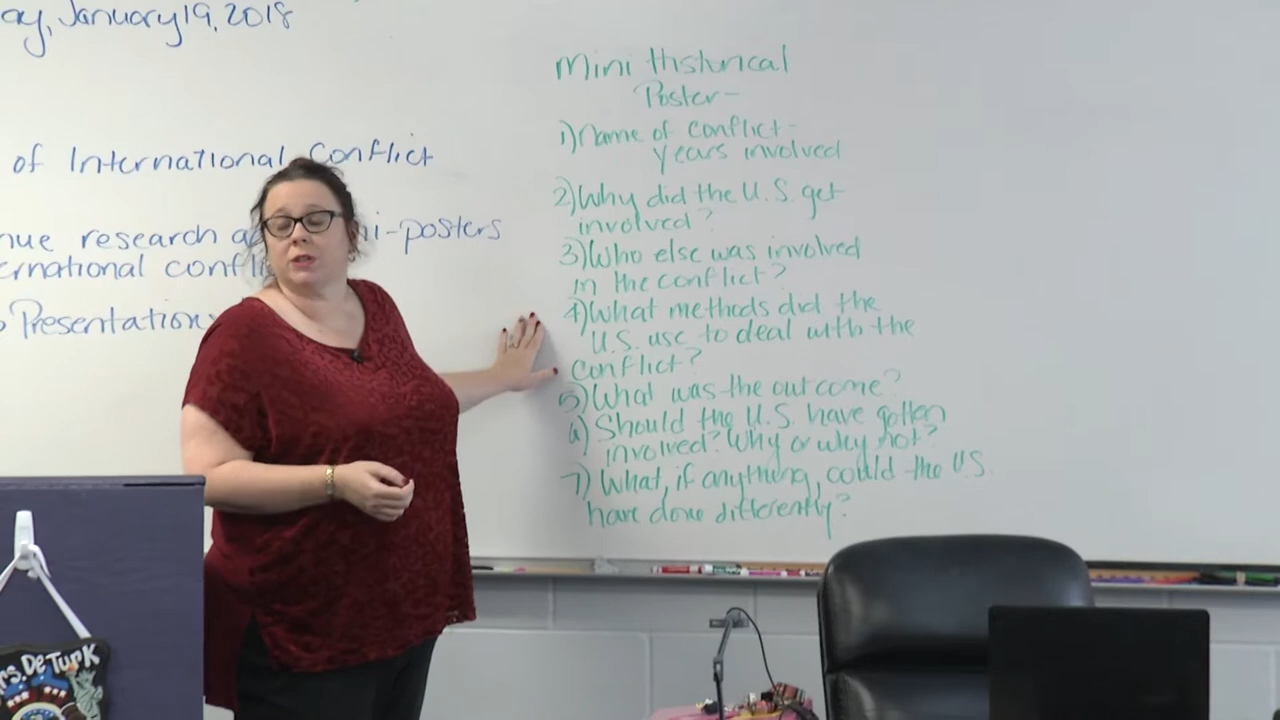 ay, January 19, 2018
of International Conflict
nue research a ni-posters
ernational confli
Presentation
Mini Historical
Poster-
1) Name of conflict-
years involved
2) Why did the U.S. get
involved?
3) Who else was involved
in the conflict?
4) What methods did the
U.S. use to deal with the
conflict?
5) What was the outcome?
6) Should the U.S. have gotten
involved? Why or why not?
7) What, if anything, could the U.S.
have done differently?
rs. De Turk